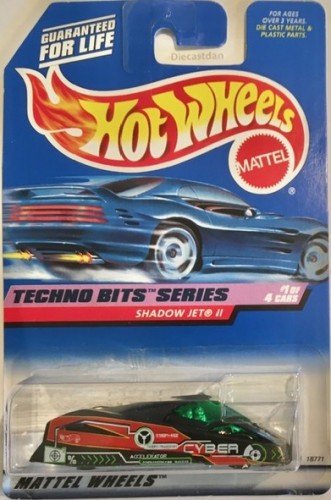 GUARANTEED
FOR LIFE
FOR AGES
OVER 3 YEARS.
DIE CAST METAL &
PLASTIC PARTS.
Diecastdan
HOT WHEELS
MATTEL
®
TECHNO BITS™ SERIES
SHADOW JET® II
#1 OF
4 CARS
CYBER
ACCELERATOR
18771
MATTEL WHEELS™